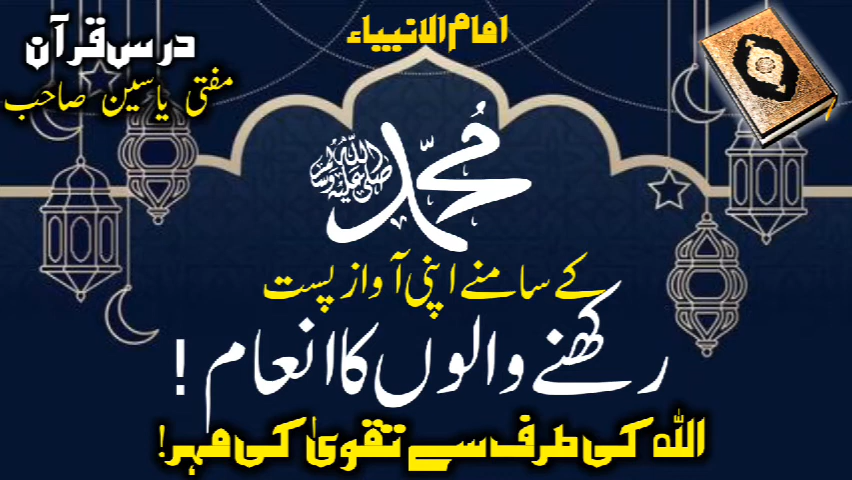 امام الانبیاء
درس قرآن
مفتی یاسین صاحب
محمد صلی اللہ علیہ وسلم
کے سامنے اپنی آواز پست
رکھنے والوں کا انعام !
اللہ کی طرف سے تقویٰ کی مہر!